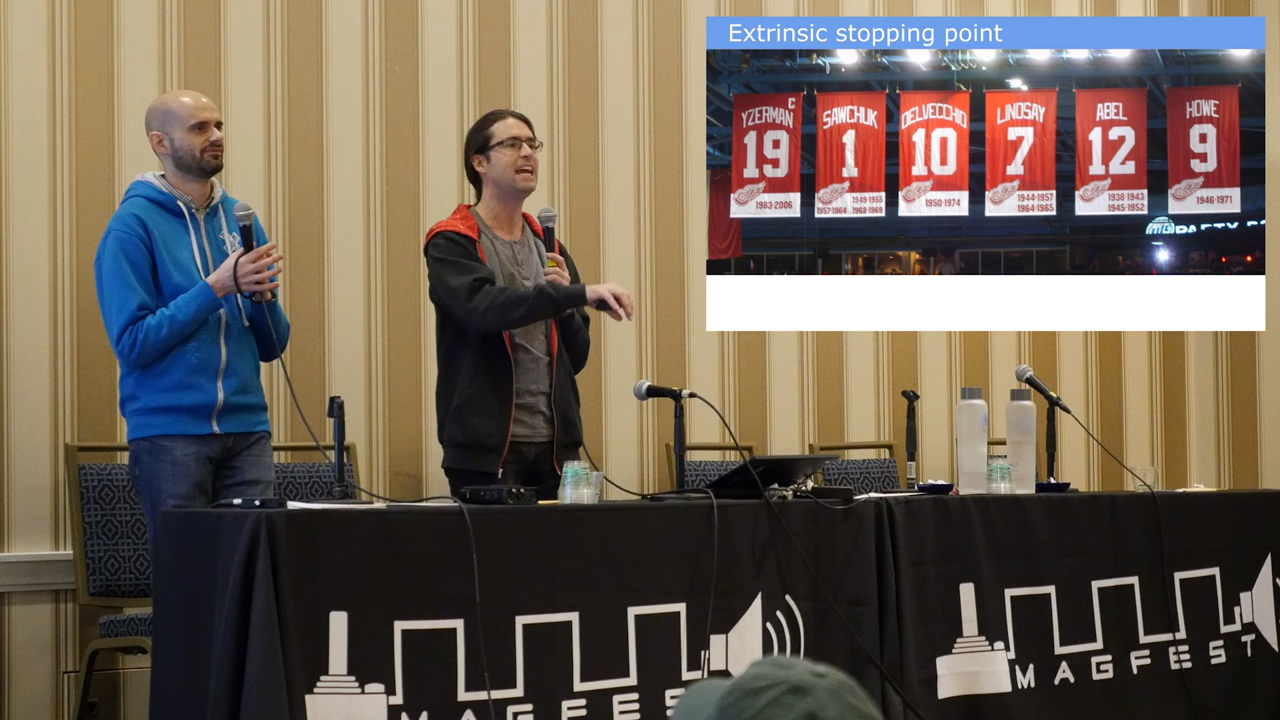 Extrinsic stopping point
C
YZERMAN
19
1983-2006
SAWCHUK
1
1949-1955
1957-1964 1968-1969
DELVECCHIO
10
1950-1974
LINDSAY
7
1944-1957
1964-1965
ABEL
12
1938-1943
1945-1952
HOWE
9
1946-1971
MAGFES
MAGFEST